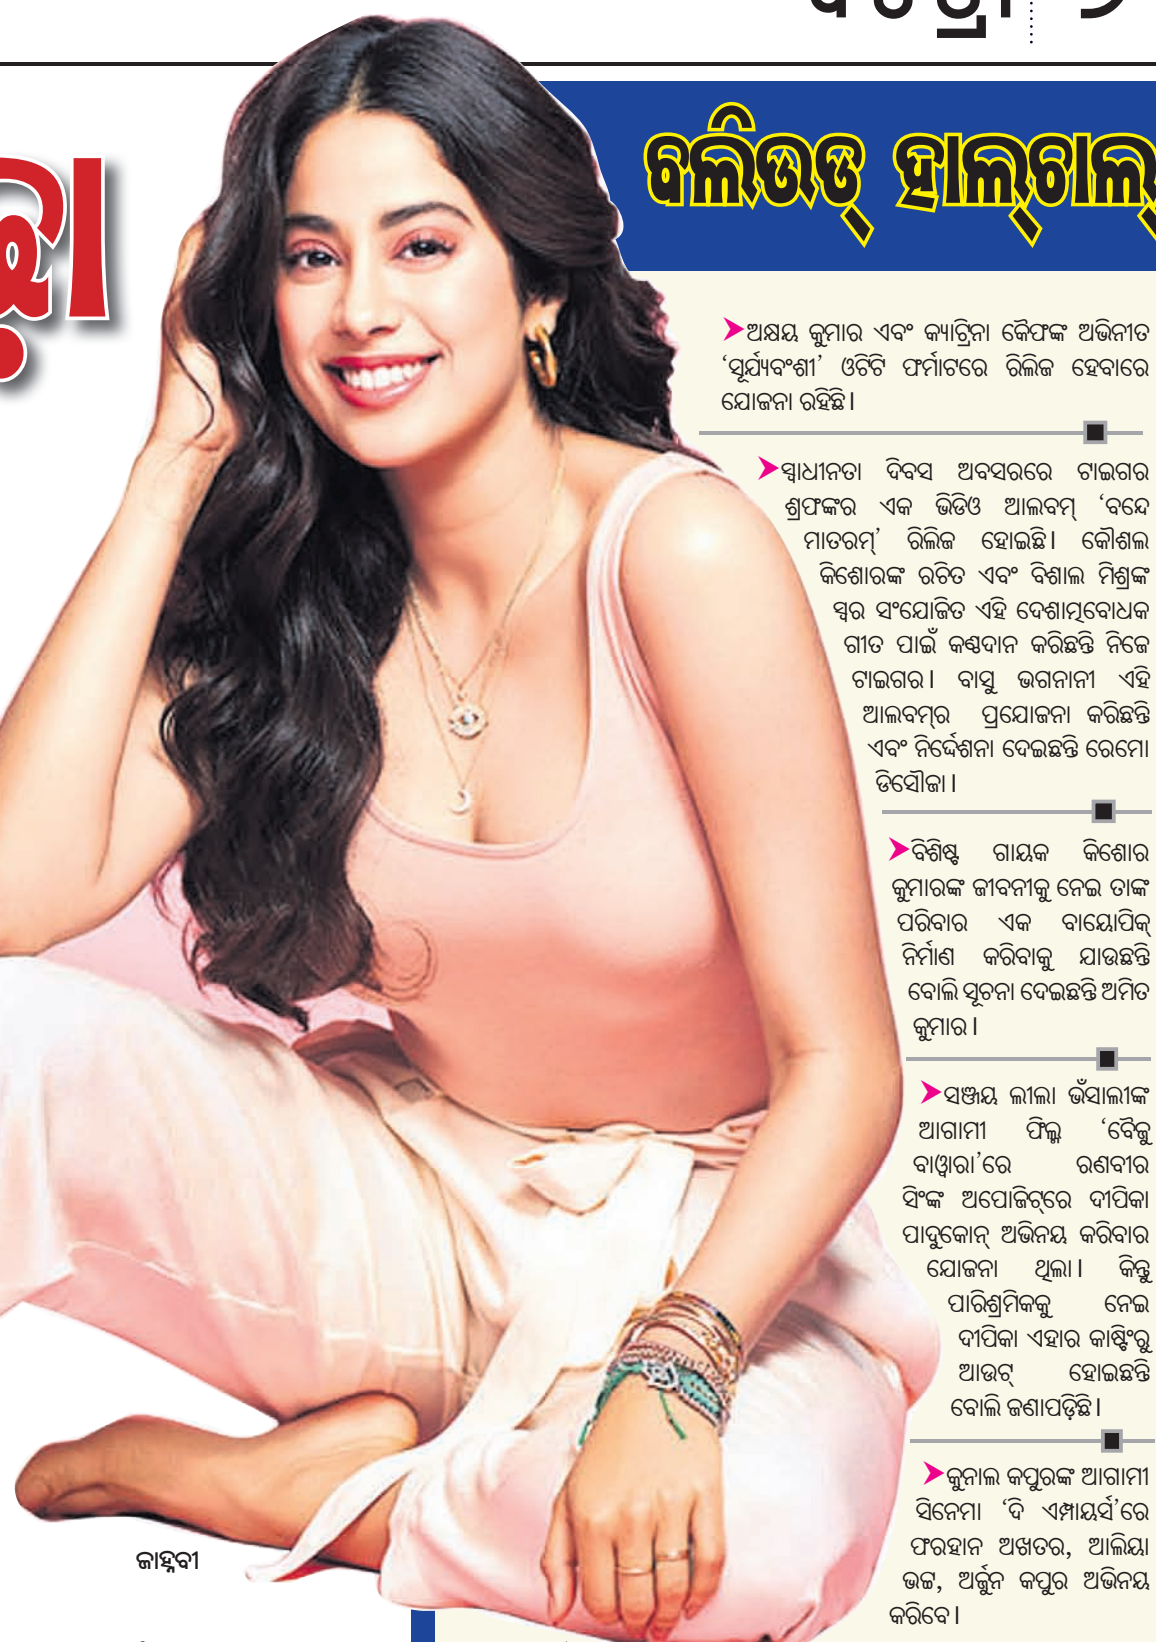 ବଲିଉଡ୍ ହାଲ୍‌ଚାଲ୍
➤ଅକ୍ଷୟ କୁମାର ଏବଂ କ୍ୟାଟ୍ରିନା କୈଫଙ୍କ ଅଭିନୀତ
‘ସୂର୍ଯ୍ୟବଂଶୀ’ ଓଟିଟି ଫର୍ମାଟରେ ରିଲିଜ ହେବାରେ
ଯୋଜନା ରହିଛି।
➤ସ୍ୱାଧୀନତା ଦିବସ ଅବସରରେ ଟାଇଗର
ଶ୍ରଫଙ୍କର ଏକ ଭିଡିଓ ଆଲବମ୍ ‘ବନ୍ଦେ
ମାତରମ୍’ ରିଲିଜ ହୋଇଛି। କୌଶଲ
କିଶୋରଙ୍କ ରଚିତ ଏବଂ ବିଶାଲ ମିଶ୍ରଙ୍କ
ସ୍ୱର ସଂଯୋଜିତ ଏହି ଦେଶାତ୍ମବୋଧକ
ଗୀତ ପାଇଁ କଣ୍ଠଦାନ କରିଛନ୍ତି ନିଜେ
ଟାଇଗର। ବାସୁ ଭଗନାନୀ ଏହି
ଆଲବମ୍‌ର ପ୍ରଯୋଜନା କରିଛନ୍ତି
ଏବଂ ନିର୍ଦ୍ଦେଶନା ଦେଇଛନ୍ତି ରେମୋ
ଡିସୌଜା।
➤ବିଶିଷ୍ଟ ଗାୟକ କିଶୋର
କୁମାରଙ୍କ ଜୀବନୀକୁ ନେଇ ତାଙ୍କ
ପରିବାର ଏକ ବାୟୋପିକ୍
ନିର୍ମାଣ କରିବାକୁ ଯାଉଛନ୍ତି
ବୋଲି ସୂଚନା ଦେଇଛନ୍ତି ଅମିତ
କୁମାର।
➤ସଞ୍ଜୟ ଲୀଲା ଭଁସାଲୀଙ୍କ
ଆଗାମୀ ଫିଲ୍ମ ‘ବୈଜୁ
ବାୱାରା’ରେ ରଣବୀର
ସିଂଙ୍କ ଅପୋଜିଟ୍‌ରେ ଦୀପିକା
ପାଦୁକୋନ୍ ଅଭିନୟ କରିବାର
ଯୋଜନା ଥିଲା। କିନ୍ତୁ
ପାରିଶ୍ରମିକକୁ ନେଇ
ଦୀପିକା ଏହାର କାଷ୍ଟିଂରୁ
ଆଉଟ୍ ହୋଇଛନ୍ତି
ବୋଲି ଜଣାପଡ଼ିଛି।
➤କୁନାଲ କପୁରଙ୍କ ଆଗାମୀ
ସିନେମା ‘ଦି ଏମ୍ପାୟର୍ସ’ରେ
ଫରହାନ ଅଖତର, ଆଲିୟା
ଭଟ୍ଟ, ଅର୍ଜୁନ କପୁର ଅଭିନୟ
କରିବେ।
ଜାହ୍ନବୀ